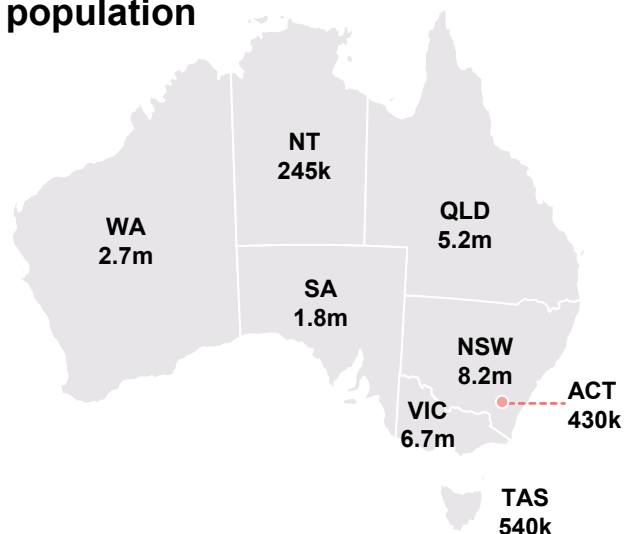 population
NT
245k
QLD
5.2m
WA
2.7m
SA
1.8m
NSW
8.2m
ACT
430k
VIC
6.7m
TAS
540k